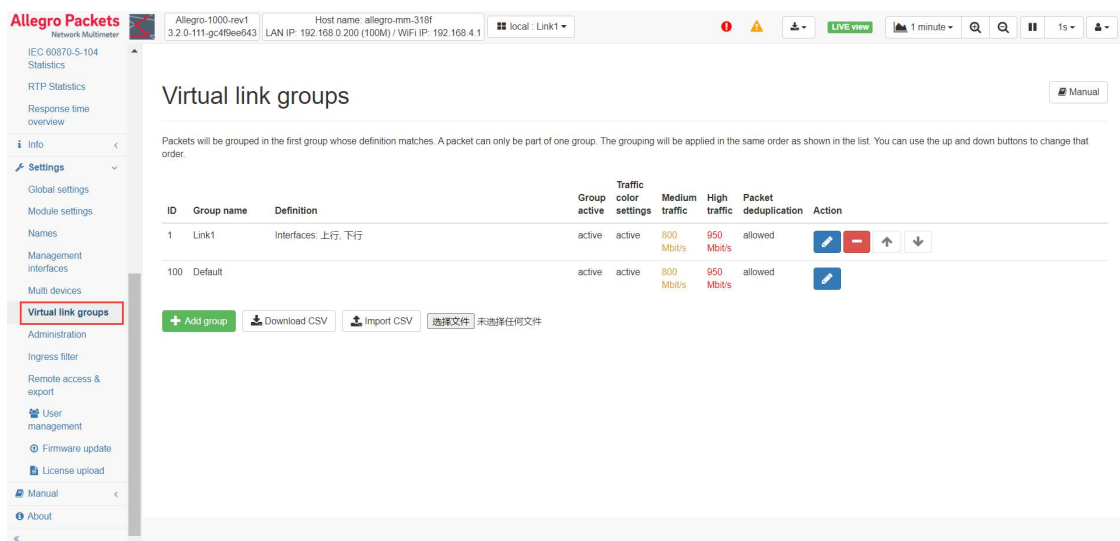 Allegro Packets
Network Multimeter
Allegro-1000-rev1
3.2.0-111-gc4f9ee643
Host name: allegro-mm-318f
LAN IP: 192.168.0.200 (100M) / WiFi IP: 192.168.4.1
local : Link1
LIVE view
1 minute
1s
IEC 60870-5-104
Statistics
RTP Statistics
Response time
overview
Info
Settings
Global settings
Module settings
Names
Management
interfaces
Multi devices
Virtual link groups
Administration
Ingress filter
Remote access &
export
User
management
Firmware update
License upload
Manual
About
Virtual link groups
Manual
Packets will be grouped in the first group whose definition matches. A packet can only be part of one group. The grouping will be applied in the same order as shown in the list. You can use the up and down buttons to change that
order.
ID Group name Definition Group active Traffic color settings Medium traffic High traffic Packet deduplication Action
1 Link1 Interfaces: 上行, 下行 active active 800 Mbit/s 950 Mbit/s allowed
100 Default active active 800 Mbit/s 950 Mbit/s allowed
Add group Download CSV Import CSV 选择文件 未选择任何文件